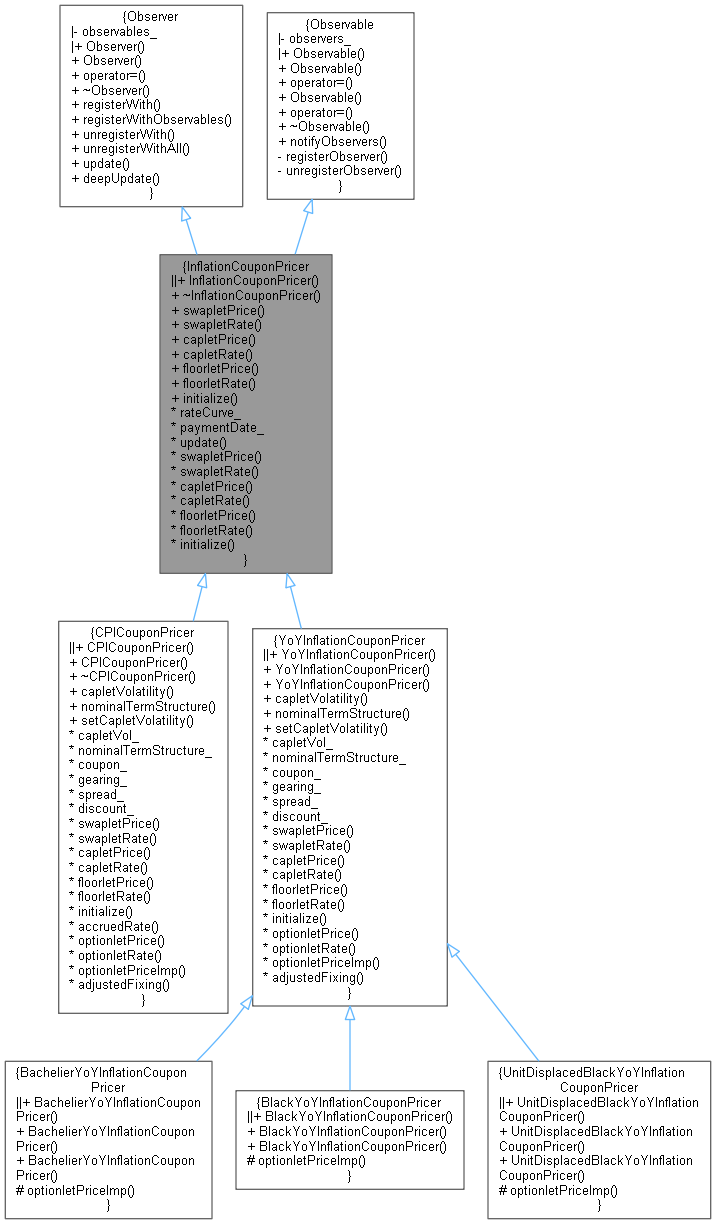 {Observer
|- observables_
|+ Observer()
+ Observer()
+ operator=()
+ ~Observer()
+ registerWith()
+ registerWithObservables()
+ unregisterWith()
+ unregisterWithAll()
+ update()
+ deepUpdate()
}
{Observable
|- observers_
|+ Observable()
+ Observable()
+ operator=()
+ Observable()
+ operator=()
+ ~Observable()
+ notifyObservers()
- registerObserver()
- unregisterObserver()
}
{InflationCouponPricer
||+ InflationCouponPricer()
+ ~InflationCouponPricer()
+ swapletPrice()
+ swapletRate()
+ capletPrice()
+ capletRate()
+ floorletPrice()
+ floorletRate()
+ initialize()
* rateCurve_
* paymentDate_
* update()
* swapletPrice()
* swapletRate()
* capletPrice()
* capletRate()
* floorletPrice()
* floorletRate()
* initialize()
}
{CPICouponPricer
||+ CPICouponPricer()
+ CPICouponPricer()
+ ~CPICouponPricer()
+ capletVolatility()
+ nominalTermStructure()
+ setCapletVolatility()
* capletVol_
* nominalTermStructure_
* coupon_
* gearing_
* spread_
* discount_
* swapletPrice()
* swapletRate()
* capletPrice()
* capletRate()
* floorletPrice()
* floorletRate()
* initialize()
* accruedRate()
* optionletPrice()
* optionletRate()
* optionletPriceImp()
* adjustedFixing()
}
{YoYInflationCouponPricer
||+ YoYInflationCouponPricer()
+ YoYInflationCouponPricer()
+ YoYInflationCouponPricer()
+ capletVolatility()
+ nominalTermStructure()
+ setCapletVolatility()
* capletVol_
* nominalTermStructure_
* coupon_
* gearing_
* spread_
* discount_
* swapletPrice()
* swapletRate()
* capletPrice()
* capletRate()
* floorletPrice()
* floorletRate()
* initialize()
* optionletPrice()
* optionletRate()
* optionletPriceImp()
* adjustedFixing()
}
{BachelierYoYInflationCoupon
Pricer
||+ BachelierYoYInflationCoupon
Pricer()
+ BachelierYoYInflationCoupon
Pricer()
+ BachelierYoYInflationCoupon
Pricer()
# optionletPriceImp()
}
{BlackYoYInflationCouponPricer
||+ BlackYoYInflationCouponPricer()
+ BlackYoYInflationCouponPricer()
+ BlackYoYInflationCouponPricer()
# optionletPriceImp()
}
{UnitDisplacedBlackYoYInflation
CouponPricer
||+ UnitDisplacedBlackYoYInflation
CouponPricer()
+ UnitDisplacedBlackYoYInflation
CouponPricer()
+ UnitDisplacedBlackYoYInflation
CouponPricer()
# optionletPriceImp()
}